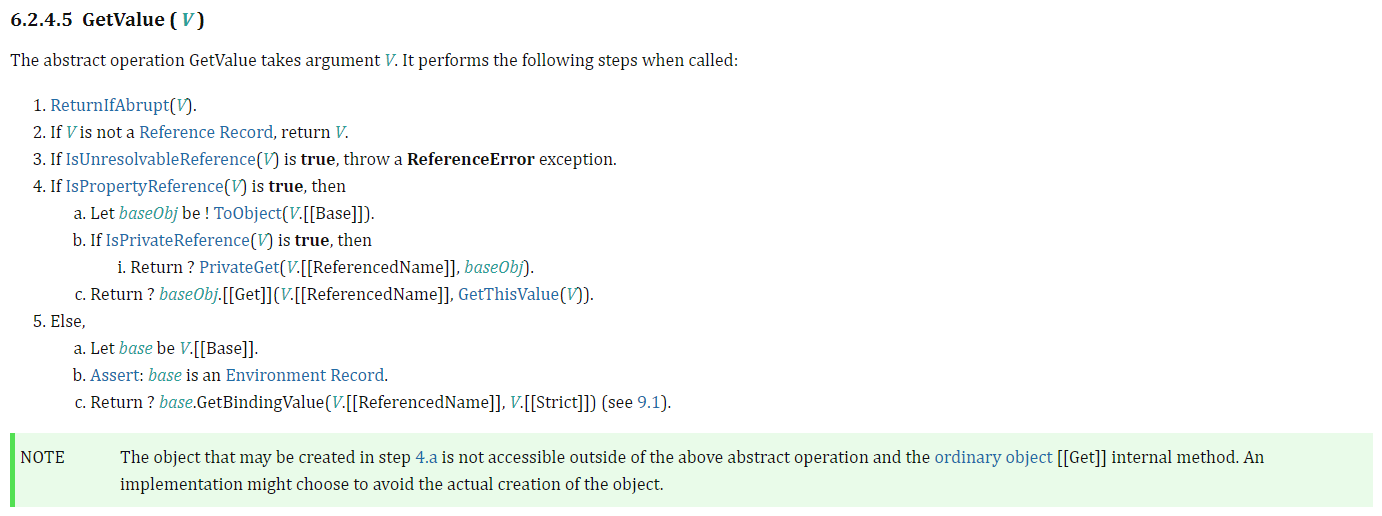 6.2.4.5 GetValue ( V )
The abstract operation GetValue takes argument V. It performs the following steps when called:
1. ReturnIfAbrupt(V).
2. If V is not a Reference Record, return V.
3. If IsUnresolvableReference(V) is true, throw a ReferenceError exception.
4. If IsPropertyReference(V) is true, then
a. Let baseObj be ! ToObject(V.[[Base]]).
b. If IsPrivateReference(V) is true, then
i. Return ? PrivateGet(V.[[ReferencedName]], baseObj).
c. Return ? baseObj.[[Get]](V.[[ReferencedName]], GetThisValue(V)).
5. Else,
a. Let base be V.[[Base]].
b. Assert: base is an Environment Record.
c. Return ? base.GetBindingValue(V.[[ReferencedName]], V.[[Strict]]) (see 9.1).
NOTE The object that may be created in step 4.a is not accessible outside of the above abstract operation and the ordinary object [[Get]] internal method. An
implementation might choose to avoid the actual creation of the object.